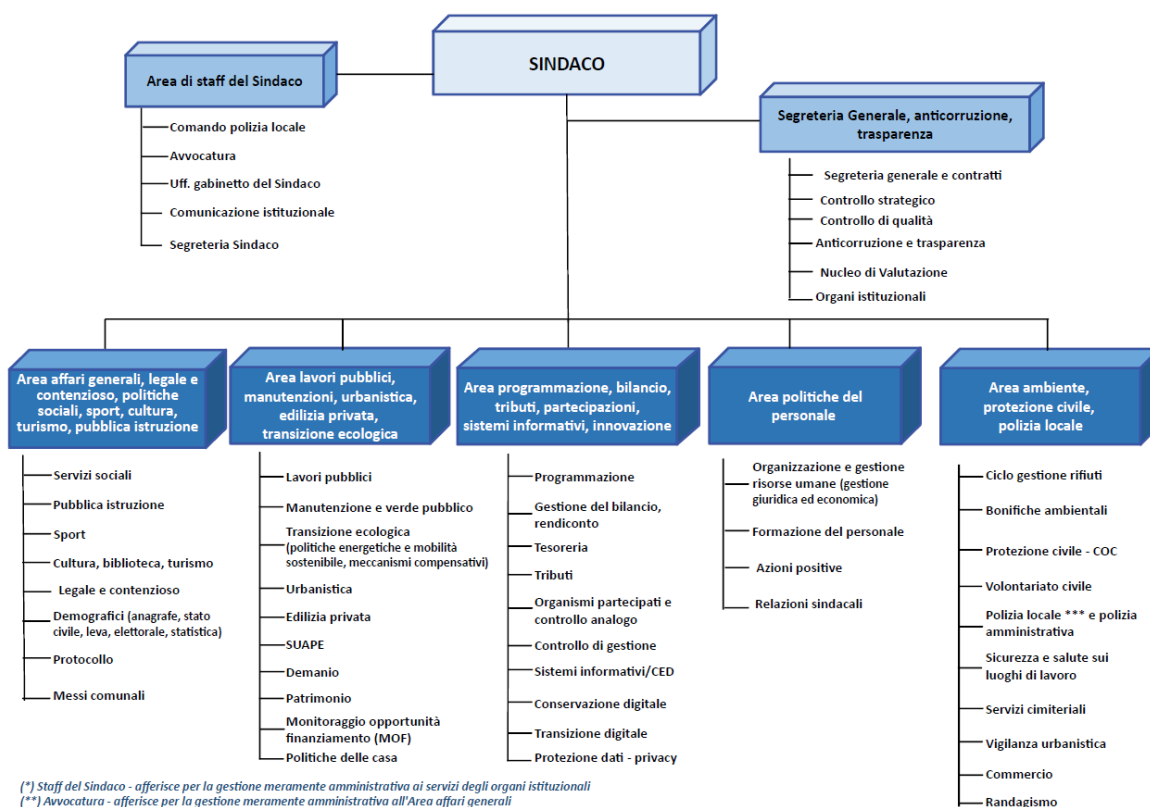 SINDACO
Area di staff del Sindaco
Comando polizia locale
Avvocatura
Uff. gabinetto del Sindaco
Comunicazione istituzionale
Segreteria Sindaco
Segreteria Generale, anticorruzione,
trasparenza
Segreteria generale e contratti
Controllo strategico
Controllo di qualità
Anticorruzione e trasparenza
Nucleo di Valutazione
Organi istituzionali
Area affari generali, legale e
contenzioso, politiche
sociali, sport, cultura,
turismo, pubblica istruzione
Servizi sociali
Pubblica istruzione
Sport
Cultura, biblioteca, turismo
Legale e contenzioso
Demografici (anagrafe, stato
civile, leva, elettorale, statistica)
Protocollo
Messi comunali
Area lavori pubblici,
manutenzioni, urbanistica,
edilizia privata,
transizione ecologica
Lavori pubblici
Manutenzione e verde pubblico
Transizione ecologica
(politiche energetiche e mobilità
sostenibile, meccanismi compensativi)
Urbanistica
Edilizia privata
SUAPE
Demanio
Patrimonio
Monitoraggio opportunità
finanziamento (MOF)
Politiche delle casa
Area programmazione, bilancio,
tributi, partecipazioni,
sistemi informativi, innovazione
Programmazione
Gestione del bilancio,
rendiconto
Tesoreria
Tributi
Organismi partecipati e
controllo analogo
Controllo di gestione
Sistemi informativi/CED
Conservazione digitale
Transizione digitale
Protezione dati - privacy
Area politiche del
personale
Organizzazione e gestione
risorse umane (gestione
giuridica ed economica)
Formazione del personale
Azioni positive
Relazioni sindacali
Area ambiente,
protezione civile,
polizia locale
Ciclo gestione rifiuti
Bonifiche ambientali
Protezione civile - COC
Volontariato civile
Polizia locale *** e polizia
amministrativa
Sicurezza e salute sui
luoghi di lavoro
Servizi cimiteriali
Vigilanza urbanistica
Commercio
Randagismo
(*) Staff del Sindaco - afferisce per la gestione meramente amministrativa ai servizi degli organi istituzionali
(**) Avvocatura - afferisce per la gestione meramente amministrativa all'Area affari generali